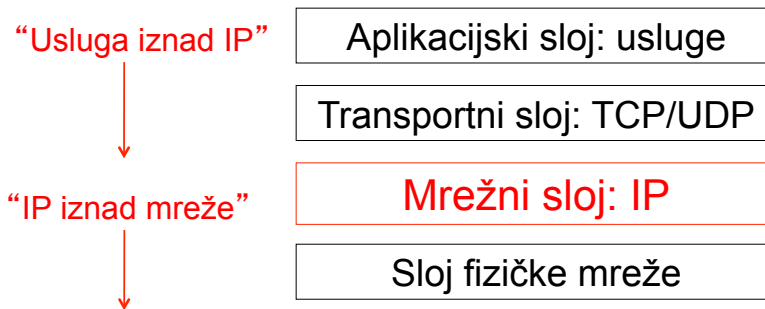 “Usluga iznad IP”
Aplikacijski sloj: usluge
Transportni sloj: TCP/UDP
“IP iznad mreže”
Mrežni sloj: IP
Sloj fizičke mreže